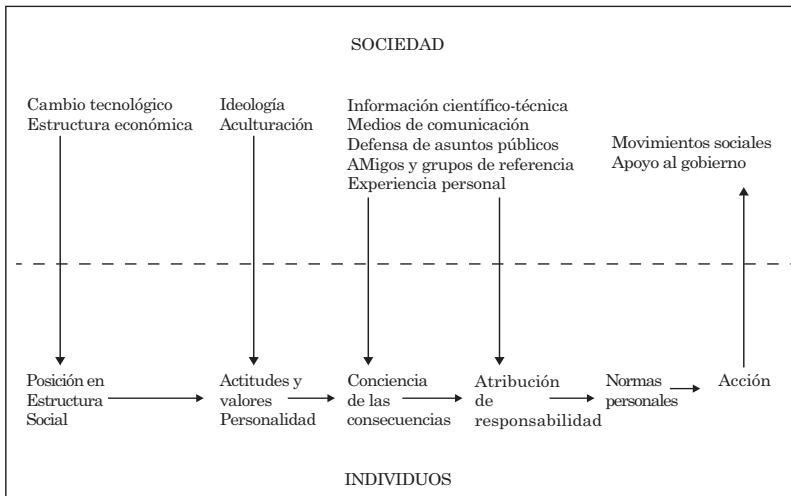 SOCIEDAD
Cambio tecnológico
Estructura económica
Ideología
Aculturación
Información científico-técnica
Medios de comunicación
Defensa de asuntos públicos
AMigos y grupos de referencia
Experiencia personal
Movimientos sociales
Apoyo al gobierno
Posición en
Estructura
Social
Actitudes y
valores
Personalidad
Conciencia
de las
consecuencias
Atribución
de
responsabilidad
Normas
personales
Acción
INDIVIDUOS